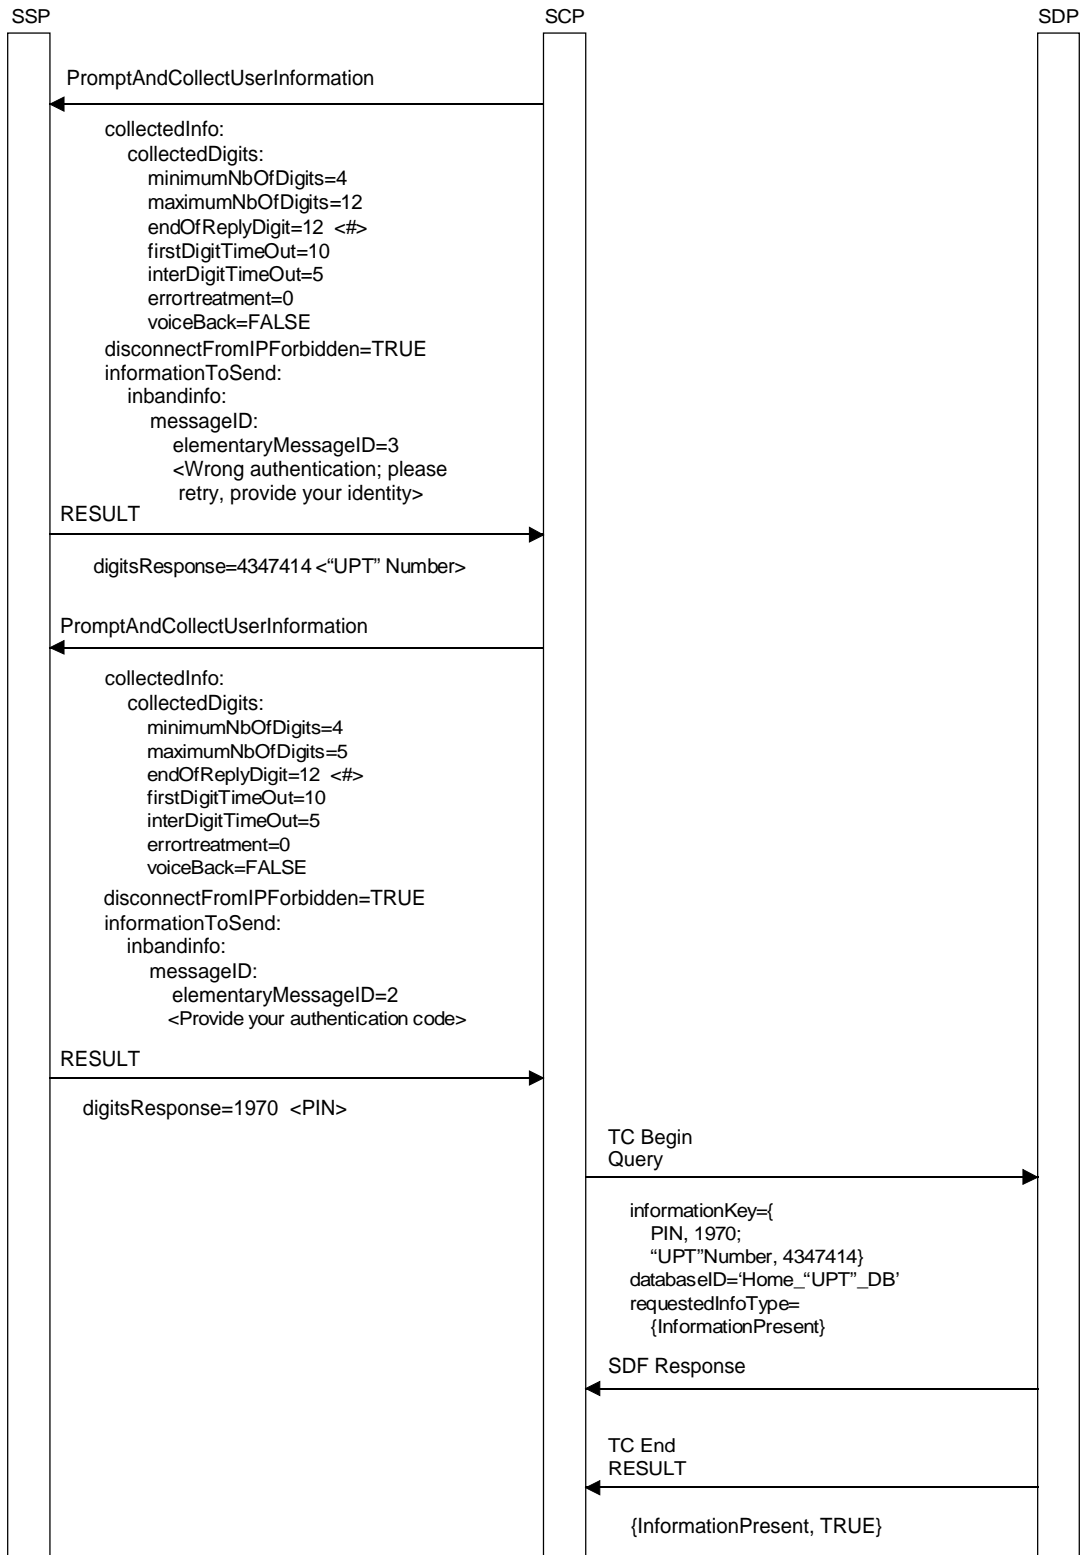 SSP
SCP
SDP
PromptAndCollectUserInformation
collectedInfo:
collectedDigits:
minimumNbOfDigits=4
maximumNbOfDigits=12
endOfReplyDigit=12 <#>
firstDigitTimeOut=10
interDigitTimeOut=5
errortreatment=0
voiceBack=FALSE
disconnectFromIPForbidden=TRUE
informationToSend:
inbandinfo:
messageID:
elementaryMessageID=3
<Wrong authentication; please
retry, provide your identity>
RESULT
digitsResponse=4347414 <“UPT” Number>
PromptAndCollectUserInformation
collectedInfo:
collectedDigits:
minimumNbOfDigits=4
maximumNbOfDigits=5
endOfReplyDigit=12 <#>
firstDigitTimeOut=10
interDigitTimeOut=5
errortreatment=0
voiceBack=FALSE
disconnectFromIPForbidden=TRUE
informationToSend:
inbandinfo:
messageID:
elementaryMessageID=2
<Provide your authentication code>
RESULT
digitsResponse=1970 <PIN>
TC Begin
Query
informationKey={
PIN, 1970;
“UPT”Number, 4347414}
databaseID=‘Home_“UPT”_DB’
requestedInfoType=
{InformationPresent}
SDF Response
TC End
RESULT
{InformationPresent, TRUE}